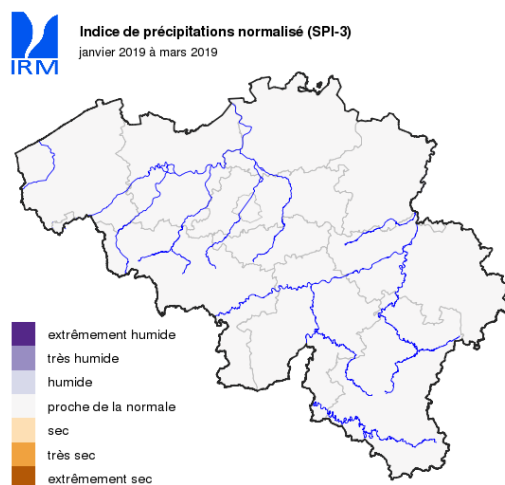 Indice de précipitations normalisé (SPI-3)
janvier 2019 à mars 2019
IRM
extrêmement humide
très humide
humide
proche de la normale
sec
très sec
extrêmement sec